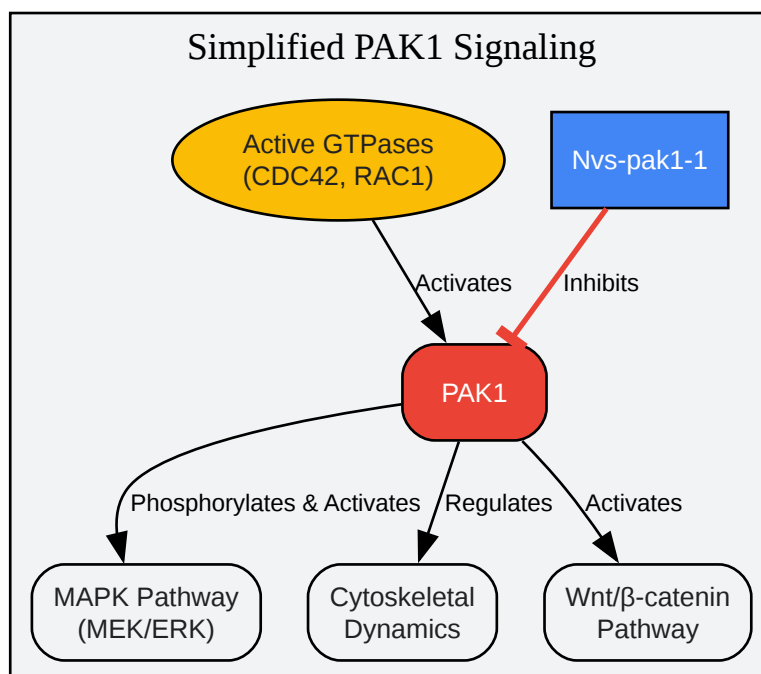 Simplified PAK1 Signaling
Active GTPases
(CDC42, RAC1)
Nvs-pak1-1
Activates
Inhibits
PAK1
Phosphorylates & Activates
Regulates
Activates
MAPK Pathway
(MEK/ERK)
Cytoskeletal
Dynamics
Wnt/β-catenin
Pathway